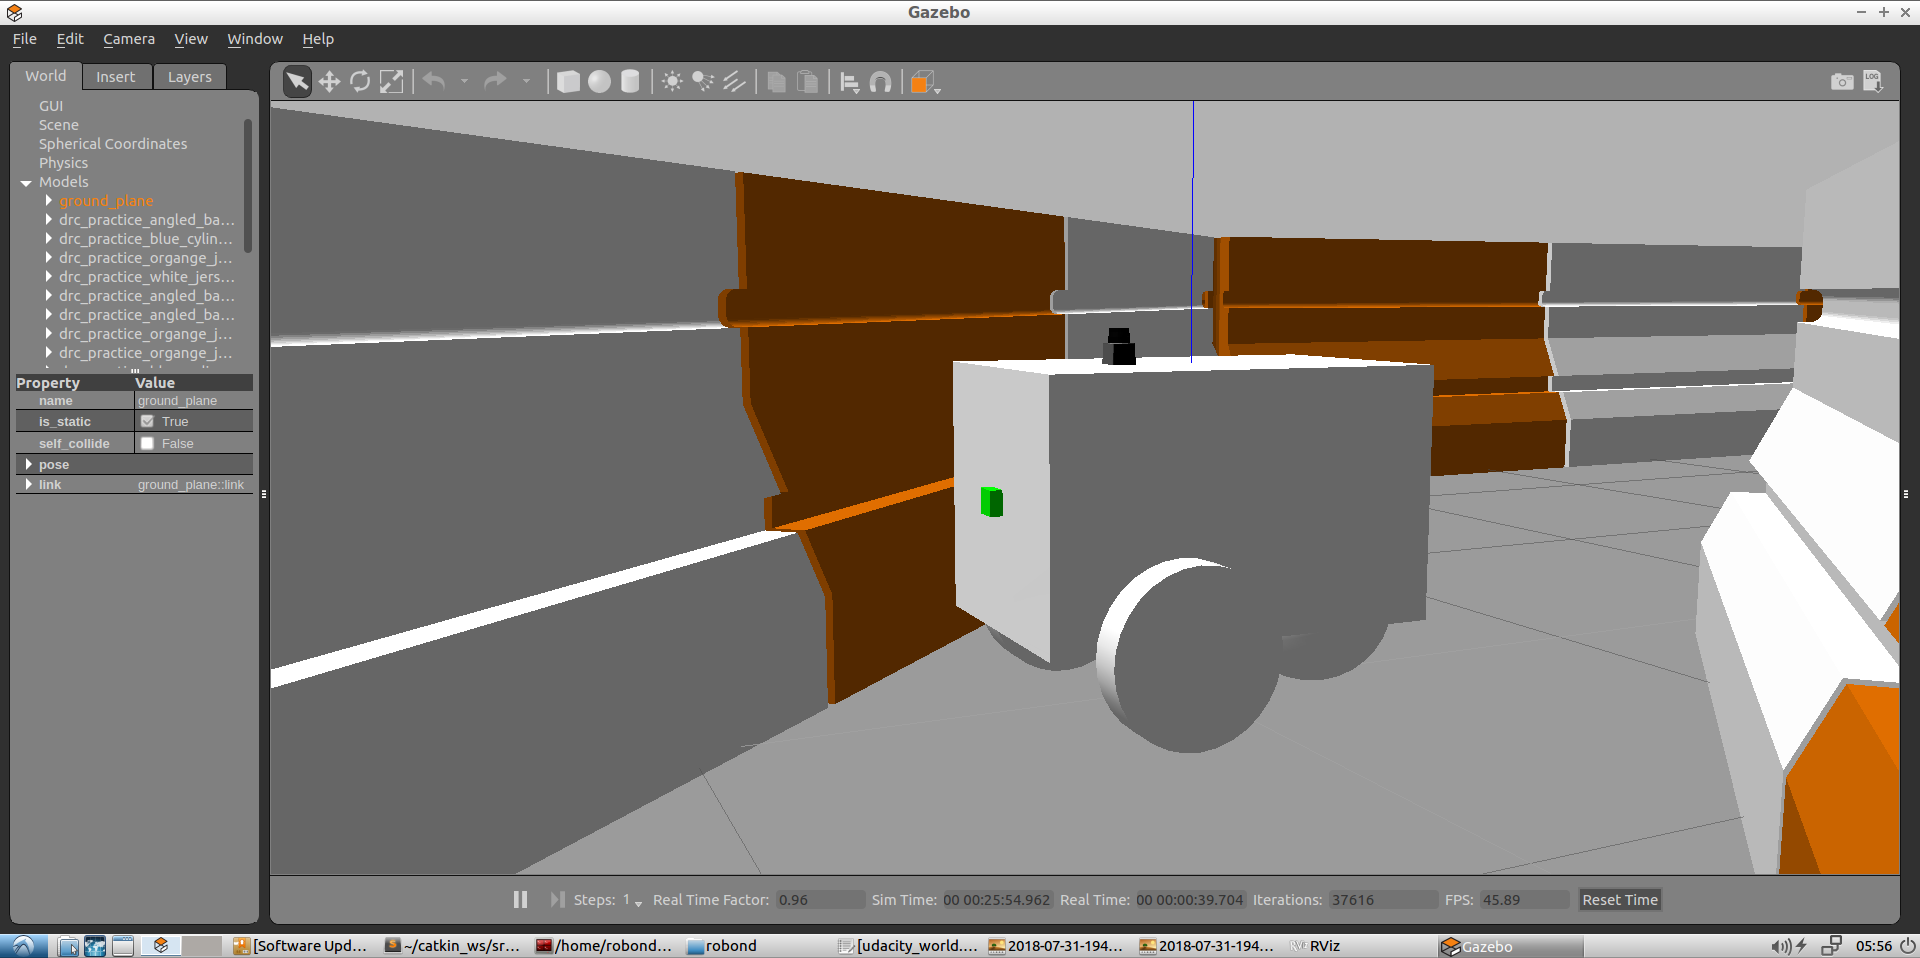 Gazebo
File Edit Camera View Window Help
World Insert Layers
GUI
Scene
Spherical Coordinates
Physics
Models
ground_plane
drc_practice_angled_ba...
drc_practice_blue_cylin...
drc_practice_organge_j...
drc_practice_white_jers...
drc_practice_angled_ba...
drc_practice_angled_ba...
drc_practice_organge_j...
drc_practice_organge_j...
Property Value
name ground_plane
is_static True
self_collide False
pose
link ground_plane::link
LOG
Steps: 1 Real Time Factor: 0.96 Sim Time: 00 00:25:54.962 Real Time: 00 00:00:39.704 Iterations: 37616 FPS: 45.89 Reset Time
[Software Upd... ~/catkin_ws/sr... /home/robond... robond [udacity_world.... 2018-07-31-194... 2018-07-31-194... RViz RViz Gazebo 05:56